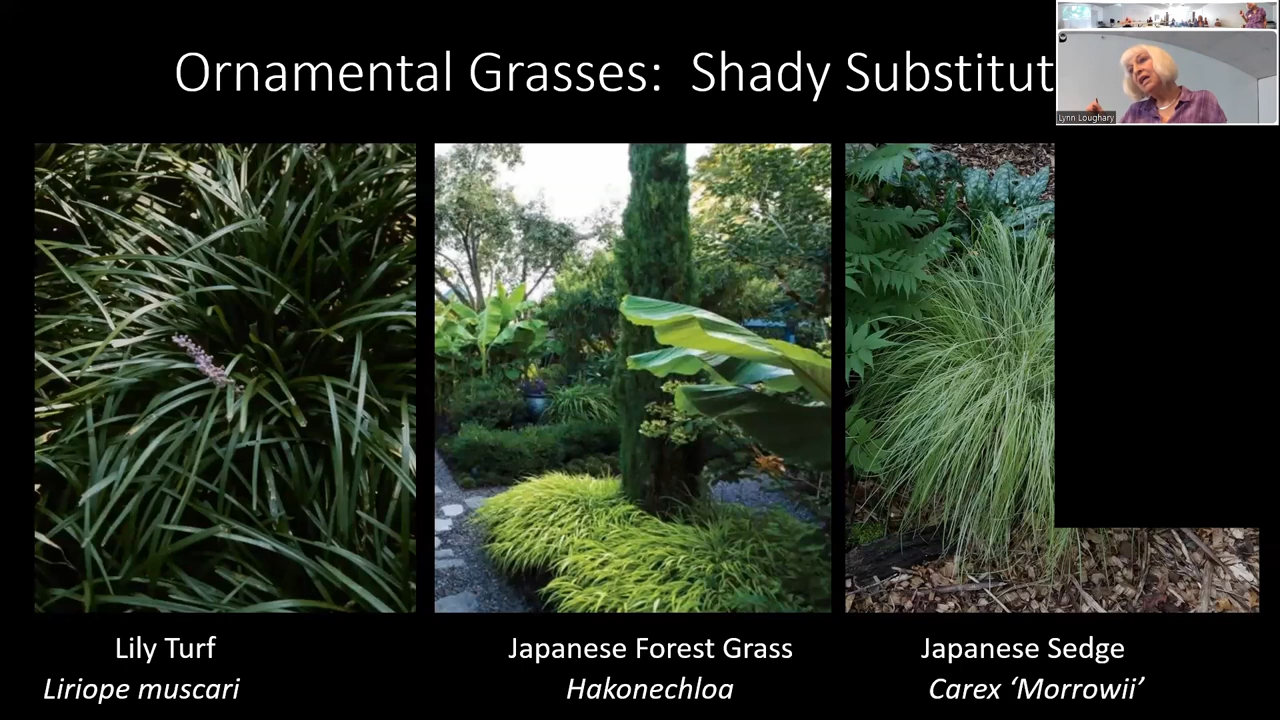 Ornamental Grasses: Shady Substitut
Lynn Loughary
Lily Turf
Liriope muscari
Japanese Forest Grass
Hakonechloa
Japanese Sedge
Carex ‘Morrowii’